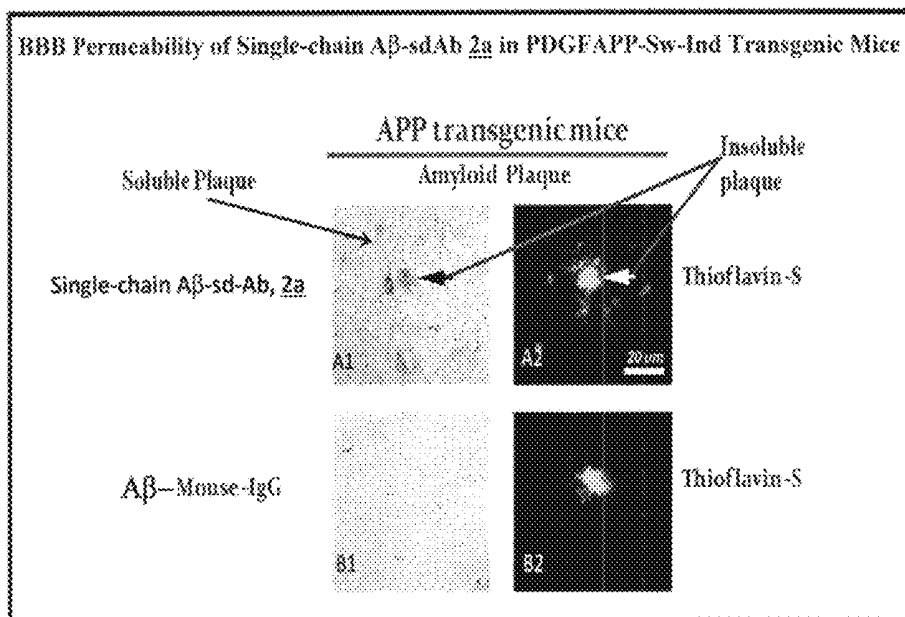 BBB Permeability of Single-chain Aβ-sdAb 2a in PDGFAPP-Sw-Ind Transgenic Mice
APP transgenic mice
Insoluble
plaque
Soluble Plaque
Amyloid Plaque
Single-chain Aβ-sd-Ab, 2a
Thioflavin-S
A1
A2
20 um
Aβ–Mouse-IgG
Thioflavin-S
B1
B2